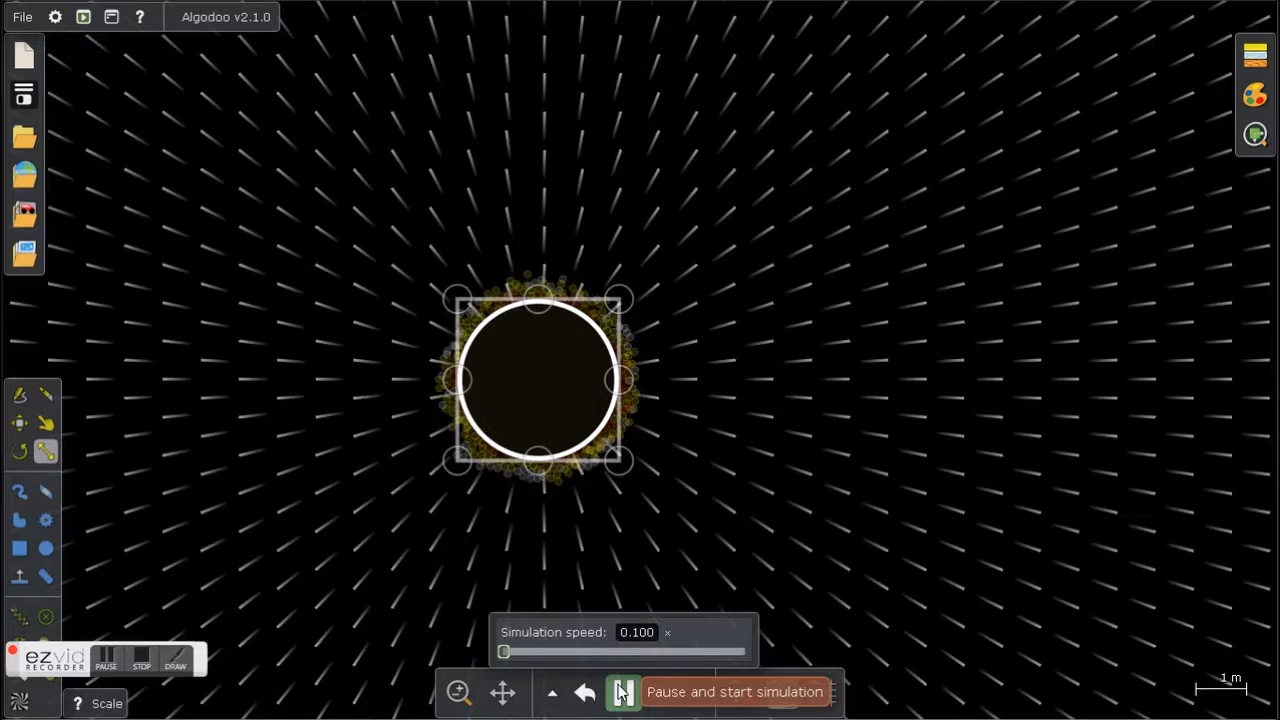 File
?
Algodoo v2.1.0
Simulation speed: 0.100 ×
ezvid
RECORDER
PAUSE
STOP
DRAW
? Scale
Pause and start simulation
1 m